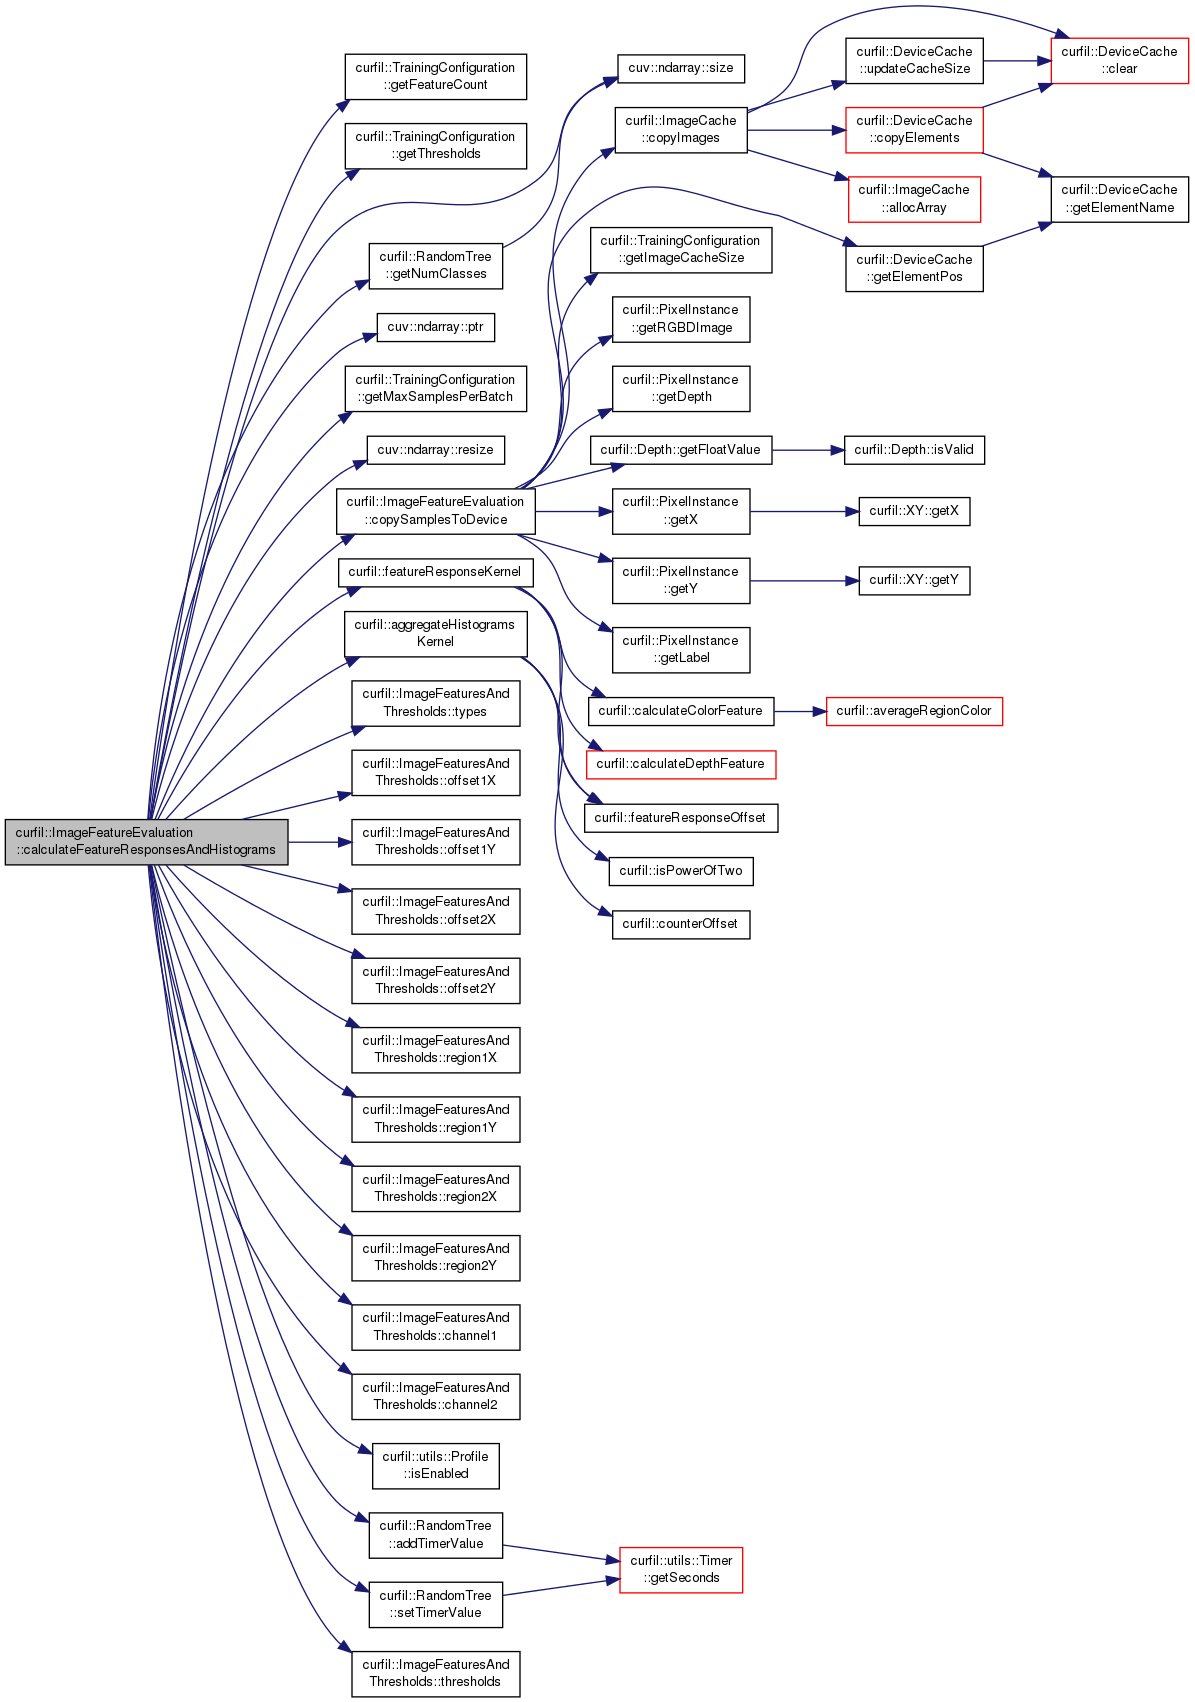 curfil::ImageFeatureEvaluation
::calculateFeatureResponsesAndHistograms
curfil::TrainingConfiguration
::getFeatureCount
curfil::TrainingConfiguration
::getThresholds
curfil::RandomTree
::getNumClasses
cuv::ndarray::ptr
curfil::TrainingConfiguration
::getMaxSamplesPerBatch
cuv::ndarray::resize
curfil::ImageFeatureEvaluation
::copySamplesToDevice
curfil::featureResponseKernel
curfil::aggregateHistograms
Kernel
curfil::ImageFeaturesAnd
Thresholds::types
curfil::ImageFeaturesAnd
Thresholds::offset1X
curfil::ImageFeaturesAnd
Thresholds::offset1Y
curfil::ImageFeaturesAnd
Thresholds::offset2X
curfil::ImageFeaturesAnd
Thresholds::offset2Y
curfil::ImageFeaturesAnd
Thresholds::region1X
curfil::ImageFeaturesAnd
Thresholds::region1Y
curfil::ImageFeaturesAnd
Thresholds::region2X
curfil::ImageFeaturesAnd
Thresholds::region2Y
curfil::ImageFeaturesAnd
Thresholds::channel1
curfil::ImageFeaturesAnd
Thresholds::channel2
curfil::utils::Profile
::isEnabled
curfil::RandomTree
::addTimerValue
curfil::RandomTree
::setTimerValue
curfil::ImageFeaturesAnd
Thresholds::thresholds
cuv::ndarray::size
curfil::ImageCache
::copyImages
curfil::TrainingConfiguration
::getImageCacheSize
curfil::PixelInstance
::getRGBDImage
curfil::PixelInstance
::getDepth
curfil::Depth::getFloatValue
curfil::PixelInstance
::getX
curfil::PixelInstance
::getY
curfil::PixelInstance
::getLabel
curfil::calculateColorFeature
curfil::calculateDepthFeature
curfil::featureResponseOffset
curfil::isPowerOfTwo
curfil::counterOffset
curfil::utils::Timer
::getSeconds
curfil::DeviceCache
::updateCacheSize
curfil::DeviceCache
::copyElements
curfil::ImageCache
::allocArray
curfil::DeviceCache
::getElementPos
curfil::Depth::isValid
curfil::XY::getX
curfil::XY::getY
curfil::averageRegionColor
curfil::DeviceCache
::clear
curfil::DeviceCache
::getElementName